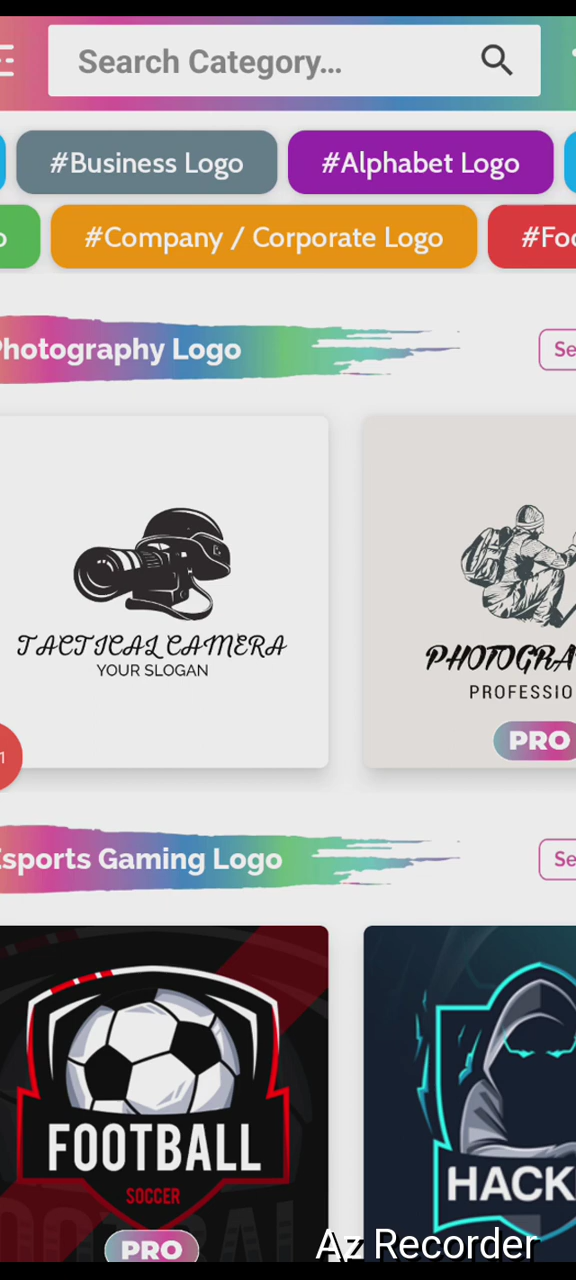 Search Category...
#Business Logo #Alphabet Logo
#Company / Corporate Logo
Photography Logo
TACTICAL CAMERA
YOUR SLOGAN
PRO
Esports Gaming Logo
FOOTBALL
SOCCER
PRO
HACK
Az Recorder